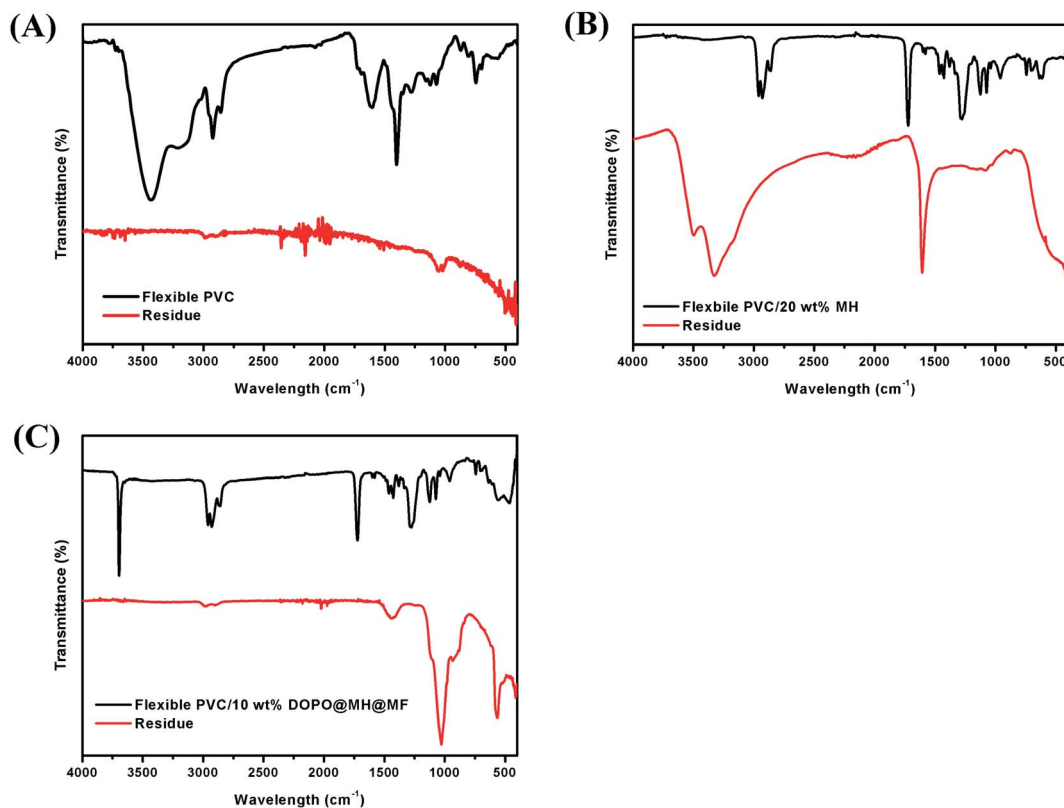 (A)
Transmittance (%)
Flexible PVC
Residue
4000 3500 3000 2500 2000 1500 1000 500
Wavelength (cm-1)
(B)
Transmittance (%)
Flexbile PVC/20 wt% MH
Residue
4000 3500 3000 2500 2000 1500 1000 500
Wavelength (cm-1)
(C)
Transmittance (%)
Flexible PVC/10 wt% DOPO@MH@MF
Residue
4000 3500 3000 2500 2000 1500 1000 500
Wavelength (cm-1)